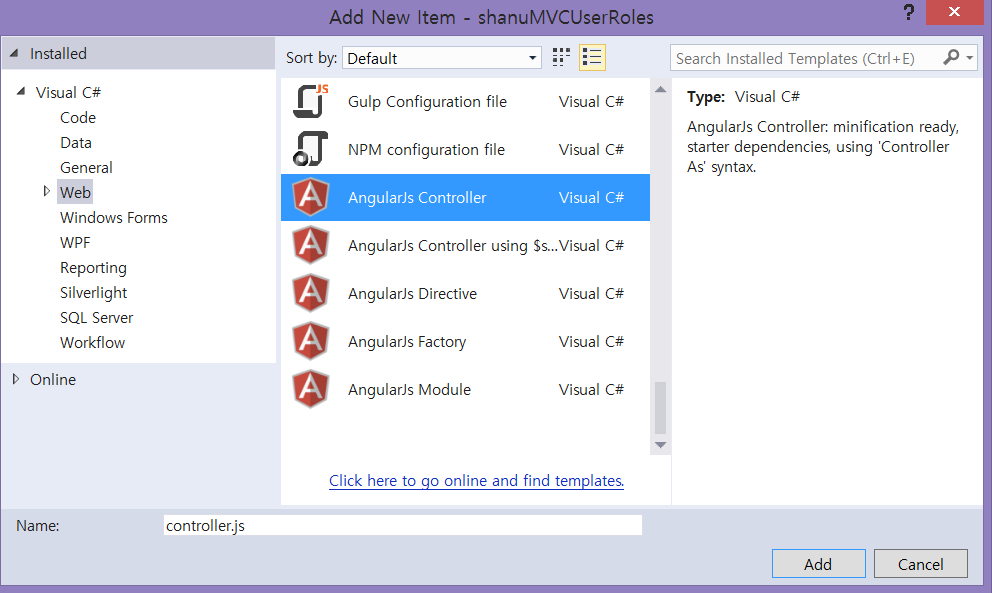 Add New Item - shanuMVCUserRoles
?
Installed
Sort by: Default
Search Installed Templates (Ctrl+E)
Visual C#
Code
Data
General
Web
Windows Forms
WPF
Reporting
Silverlight
SQL Server
Workflow
Online
JS
Gulp Configuration file Visual C#
NPM configuration file Visual C#
A AngularJs Controller Visual C#
A AngularJs Controller using $s... Visual C#
A AngularJs Directive Visual C#
A AngularJs Factory Visual C#
A AngularJs Module Visual C#
Click here to go online and find templates.
Type: Visual C#
AngularJs Controller: minification ready,
starter dependencies, using 'Controller
As' syntax.
Name: controller.js
Add Cancel